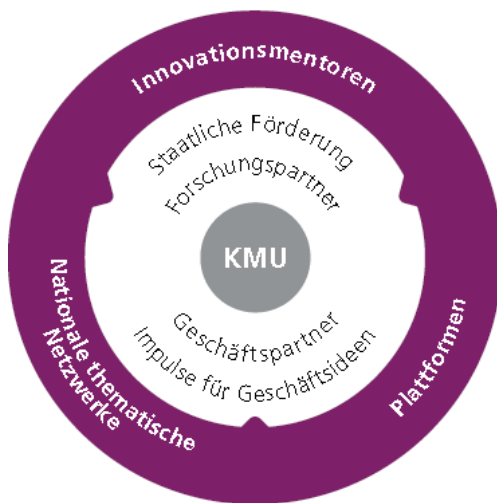 Innovationsmentoren
Staatliche Förderung
Forschungspartner
KMU
Geschäftspartner
Impulse für Geschäftsideen
Nationale thematische
Netzwerke
Plattformen